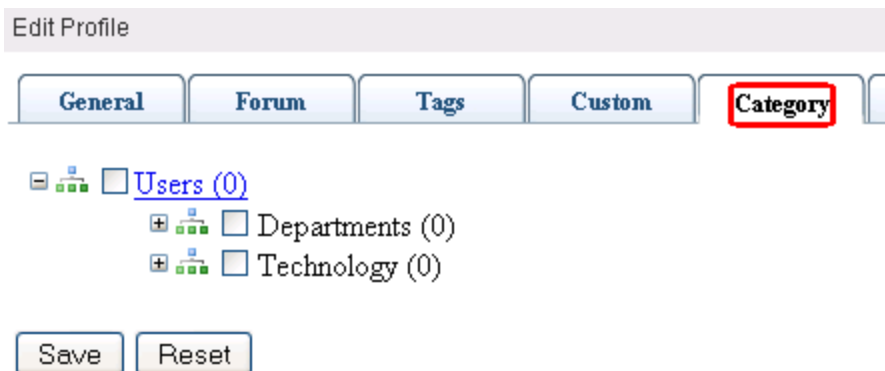 Edit Profile
General Forum Tags Custom Category
Users (0)
Departments (0)
Technology (0)
Save Reset